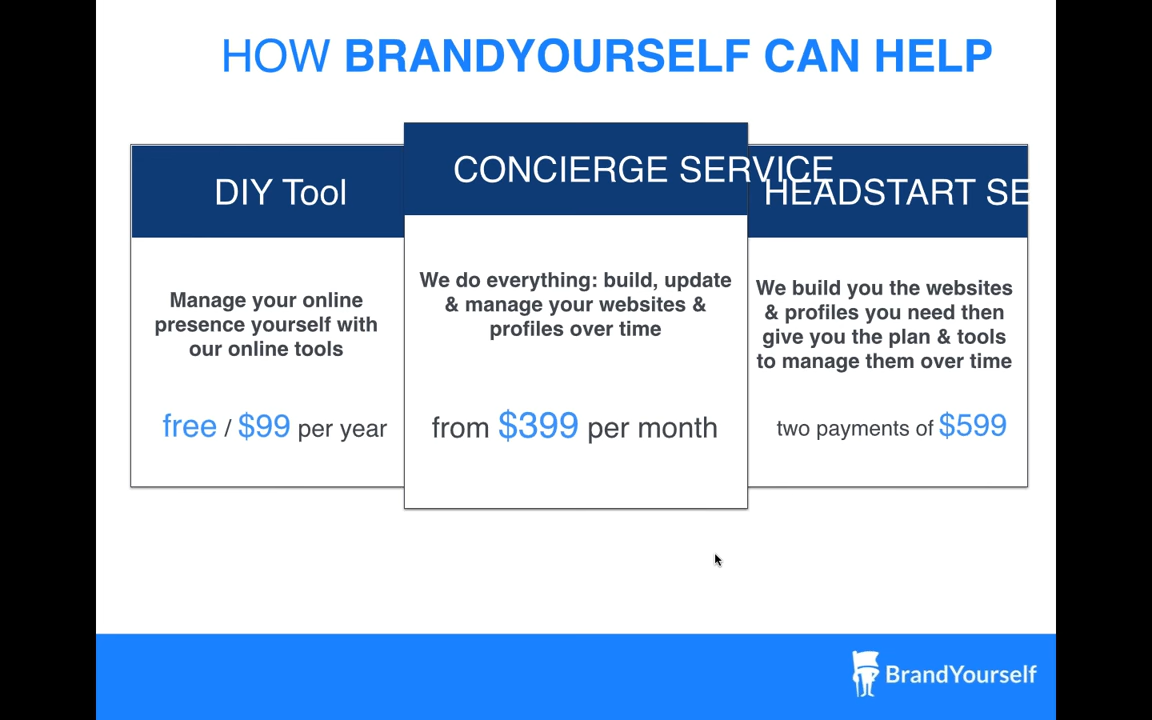 HOW BRANDYOURSELF CAN HELP
DIY Tool
Manage your online
presence yourself with
our online tools
free / $99 per year
CONCIERGE SERVICE
We do everything: build, update
& manage your websites &
profiles over time
from $399 per month
HEADSTART SE
We build you the websites
& profiles you need then
give you the plan & tools
to manage them over time
two payments of $599
BrandYourself